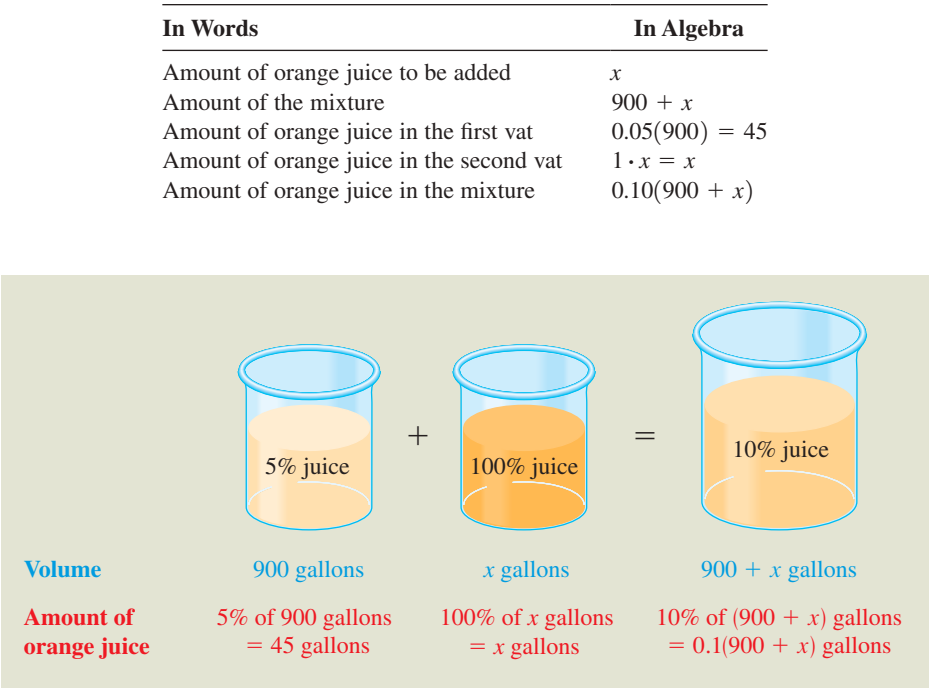 In Words In Algebra
Amount of orange juice to be added x
Amount of the mixture 900 + x
Amount of orange juice in the first vat 0.05(900) = 45
Amount of orange juice in the second vat 1 · x = x
Amount of orange juice in the mixture 0.10(900 + x)
5% juice + 100% juice = 10% juice
Volume 900 gallons x gallons 900 + x gallons
Amount of 5% of 900 gallons 100% of x gallons 10% of (900 + x) gallons
orange juice = 45 gallons = x gallons = 0.1(900 + x) gallons